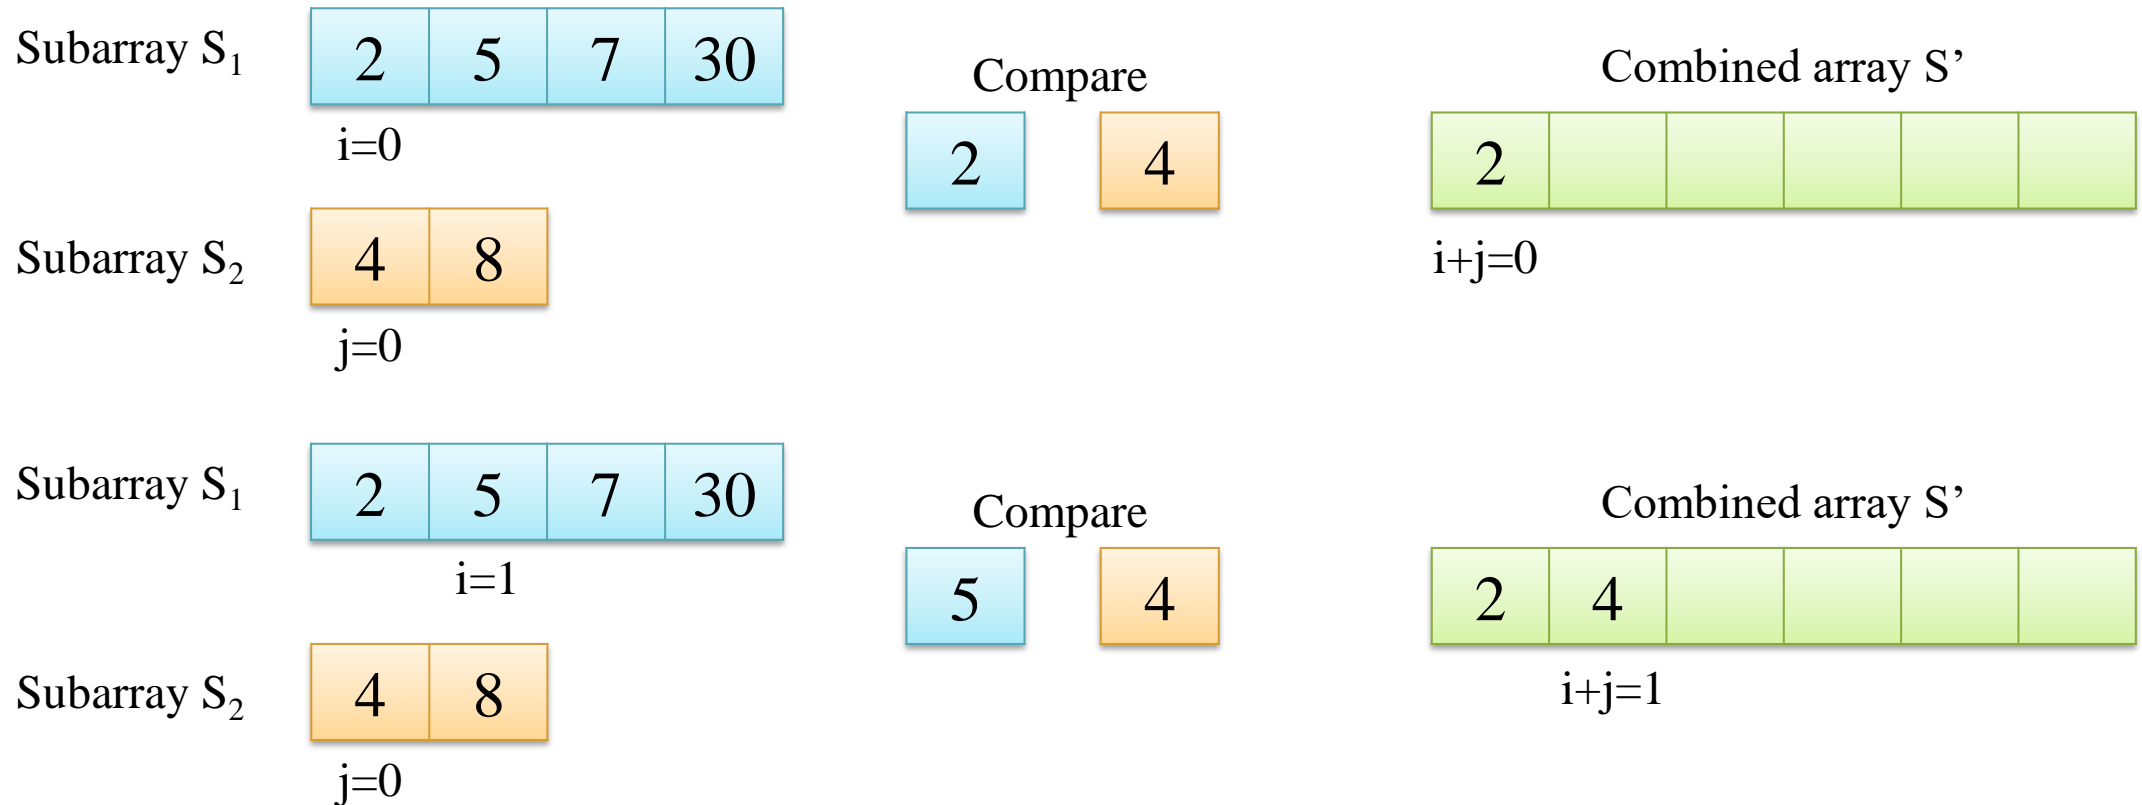 Subarray S₁ 2 5 7 30
i=0
Compare
2 4
Combined array S’
2
i+j=0
Subarray S₂ 4 8
j=0
Subarray S₁ 2 5 7 30
i=1
Compare
5 4
Combined array S’
2 4
i+j=1
Subarray S₂ 4 8
j=0